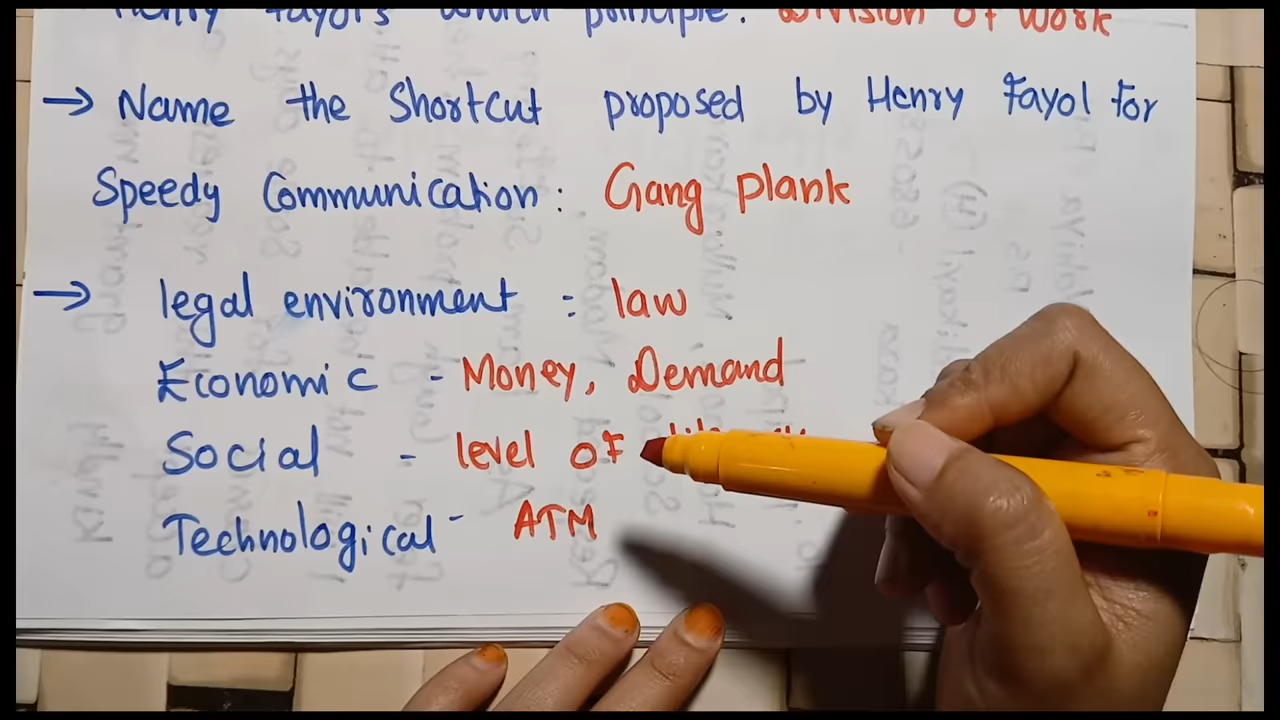 Henry Fayol's which principle: Division of Work
→ Name the Shortcut proposed by Henry Fayol for
Speedy Communication: Gang plank
→ legal environment : law
Economic - Money, Demand
Social - level of
Technological - ATM